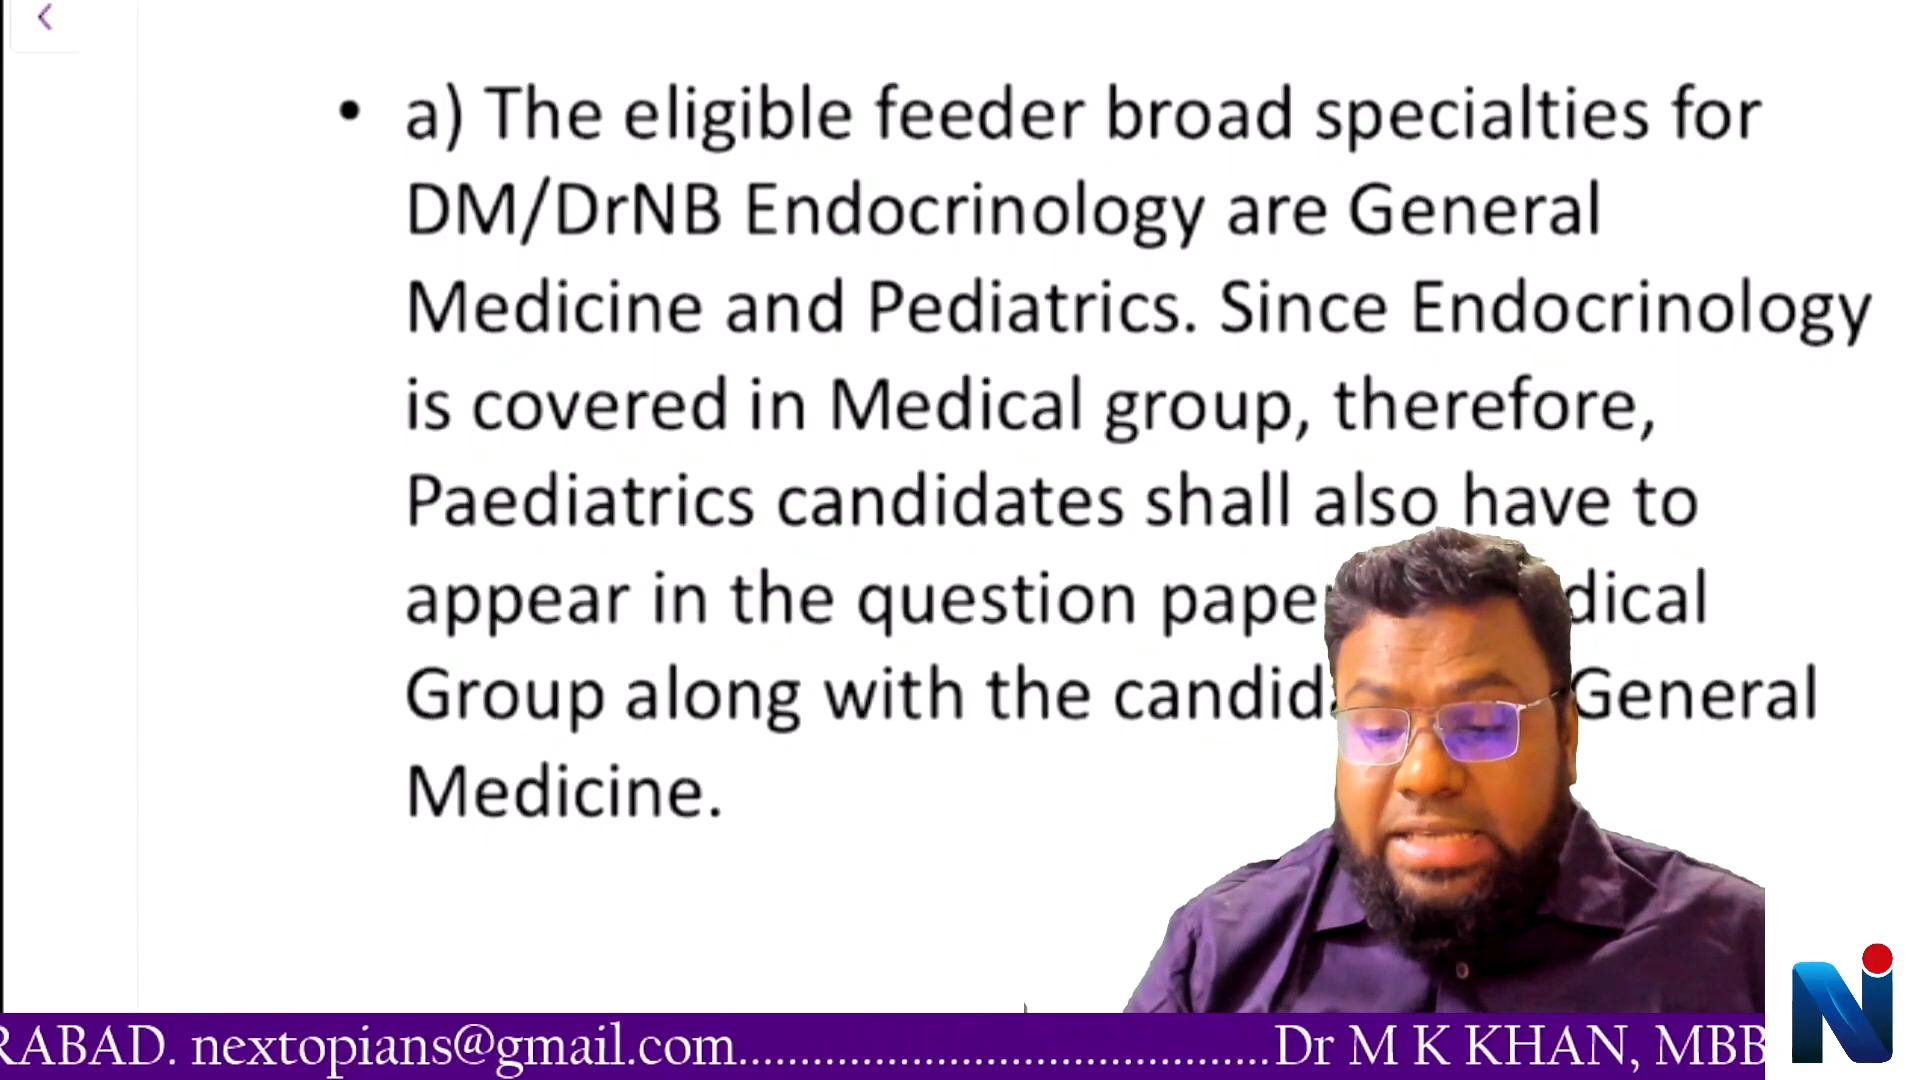 • a) The eligible feeder broad specialties for
DM/DrNB Endocrinology are General
Medicine and Pediatrics. Since Endocrinology
is covered in Medical group, therefore,
Paediatrics candidates shall also have to
appear in the question dical
Group along with the General
Medicine.
RABAD. nextopians@gmail.com............................................Dr M K KHAN, MBB
N